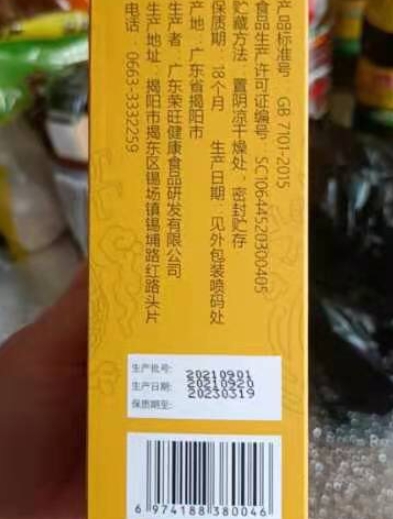 产品标准号：GB 7101-2015
食品生产许可证编号：SC10644520300405
贮藏方法：置阴凉干燥处，密封贮存
保质期：18个月 生产日期：见外包装喷码处
产地：广东省揭阳市
生产者：广东荣旺健康食品研发有限公司
生产地址：揭阳市揭东区锡场镇锡埔路红路头片
电话：0663-3332259
生产批号：20210901
生产日期：20210920
保质期至：20230319
6 974188 380046